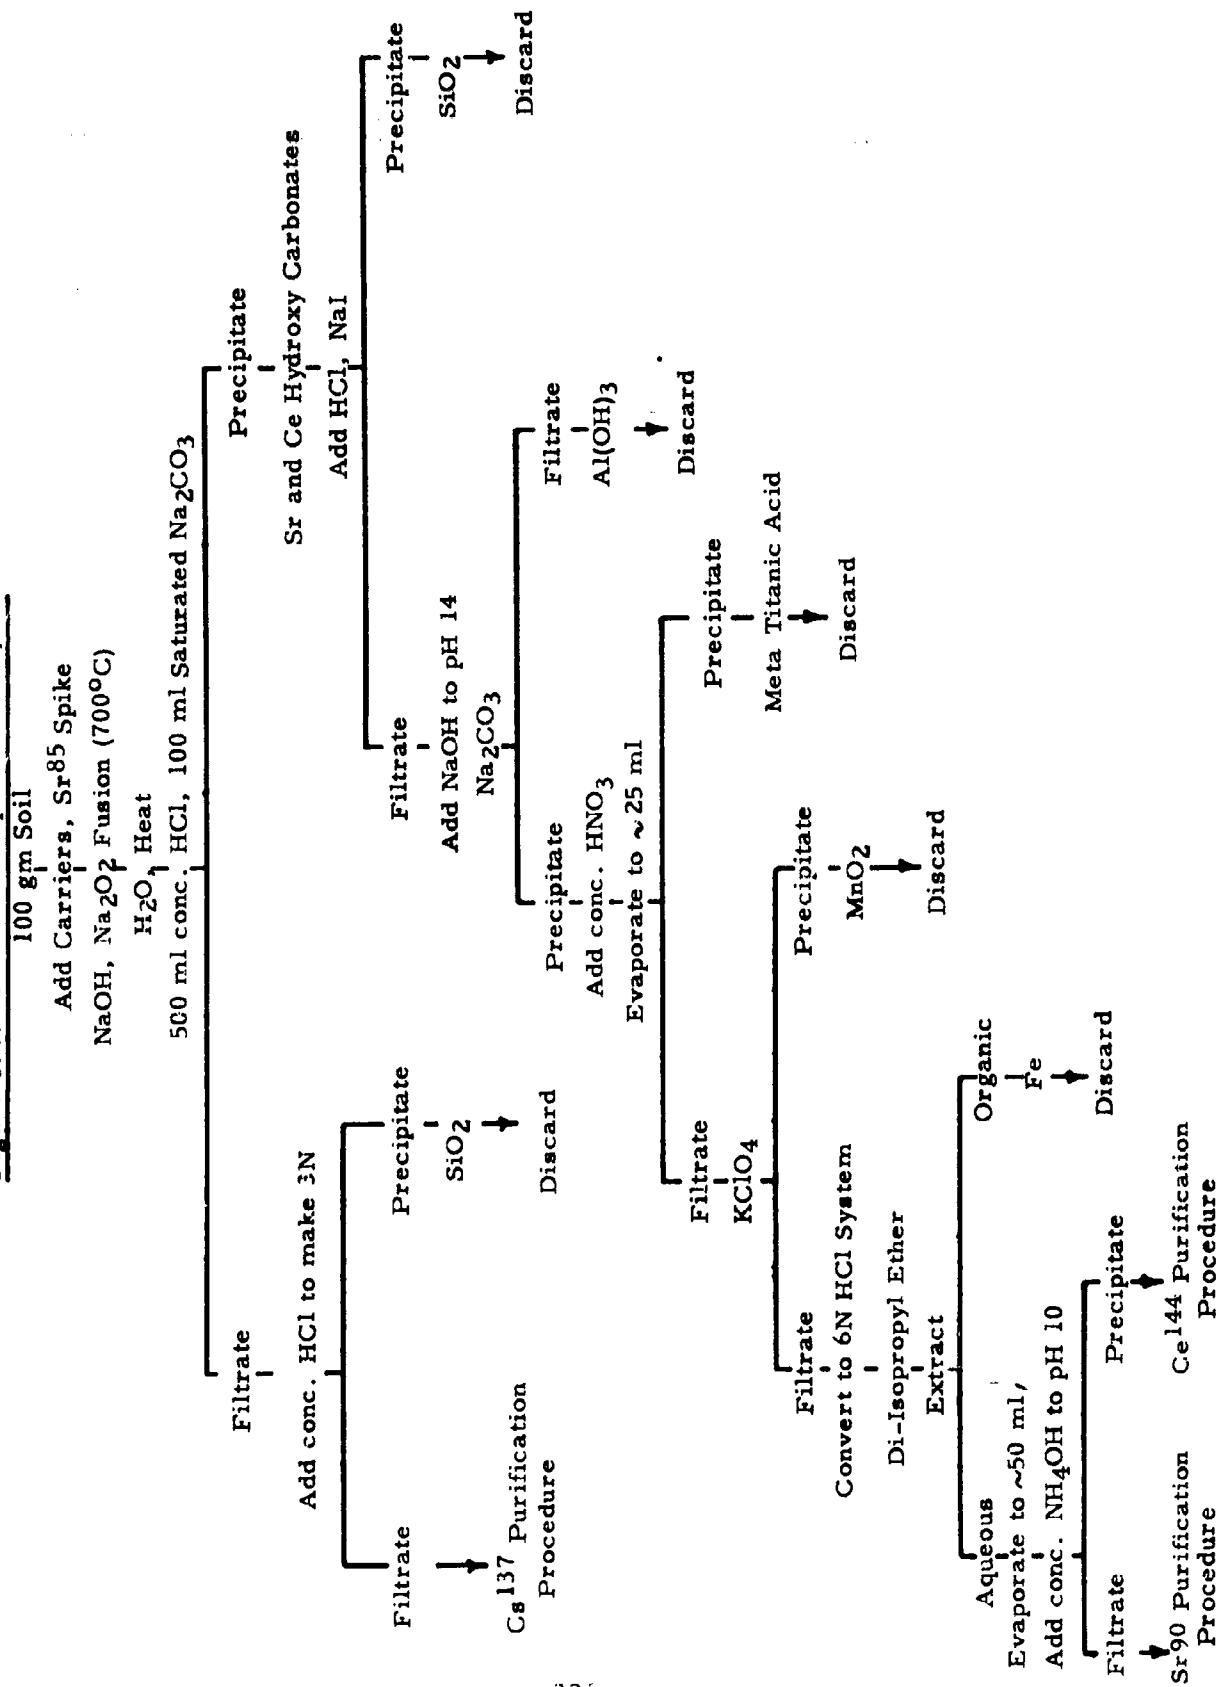 100 gm Soil
Add Carriers, Sr85 Spike
NaOH, Na2O2 Fusion (700°C)
H2O, Heat
500 ml conc. HCl, 100 ml Saturated Na2CO3
Filtrate
Precipitate
Add conc. HCl to make 3N
Sr and Ce Hydroxy Carbonates
Add HCl, NaI
Filtrate
Precipitate
Cs137 Purification
Procedure
SiO2
Discard
Filtrate
Precipitate
Add NaOH to pH 14
Na2CO3
SiO2
Discard
Precipitate
Filtrate
Add conc. HNO3
Evaporate to ~25 ml
Al(OH)3
Discard
Filtrate
Precipitate
KClO4
Meta Titanic Acid
Discard
Filtrate
Precipitate
Convert to 6N HCl System
MnO2
Di-Isopropyl Ether
Discard
Extract
Aqueous
Organic
Evaporate to ~50 ml,
Fe
Add conc. NH4OH to pH 10
Discard
Filtrate
Precipitate
Sr90 Purification
Procedure
Ce144 Purification
Procedure